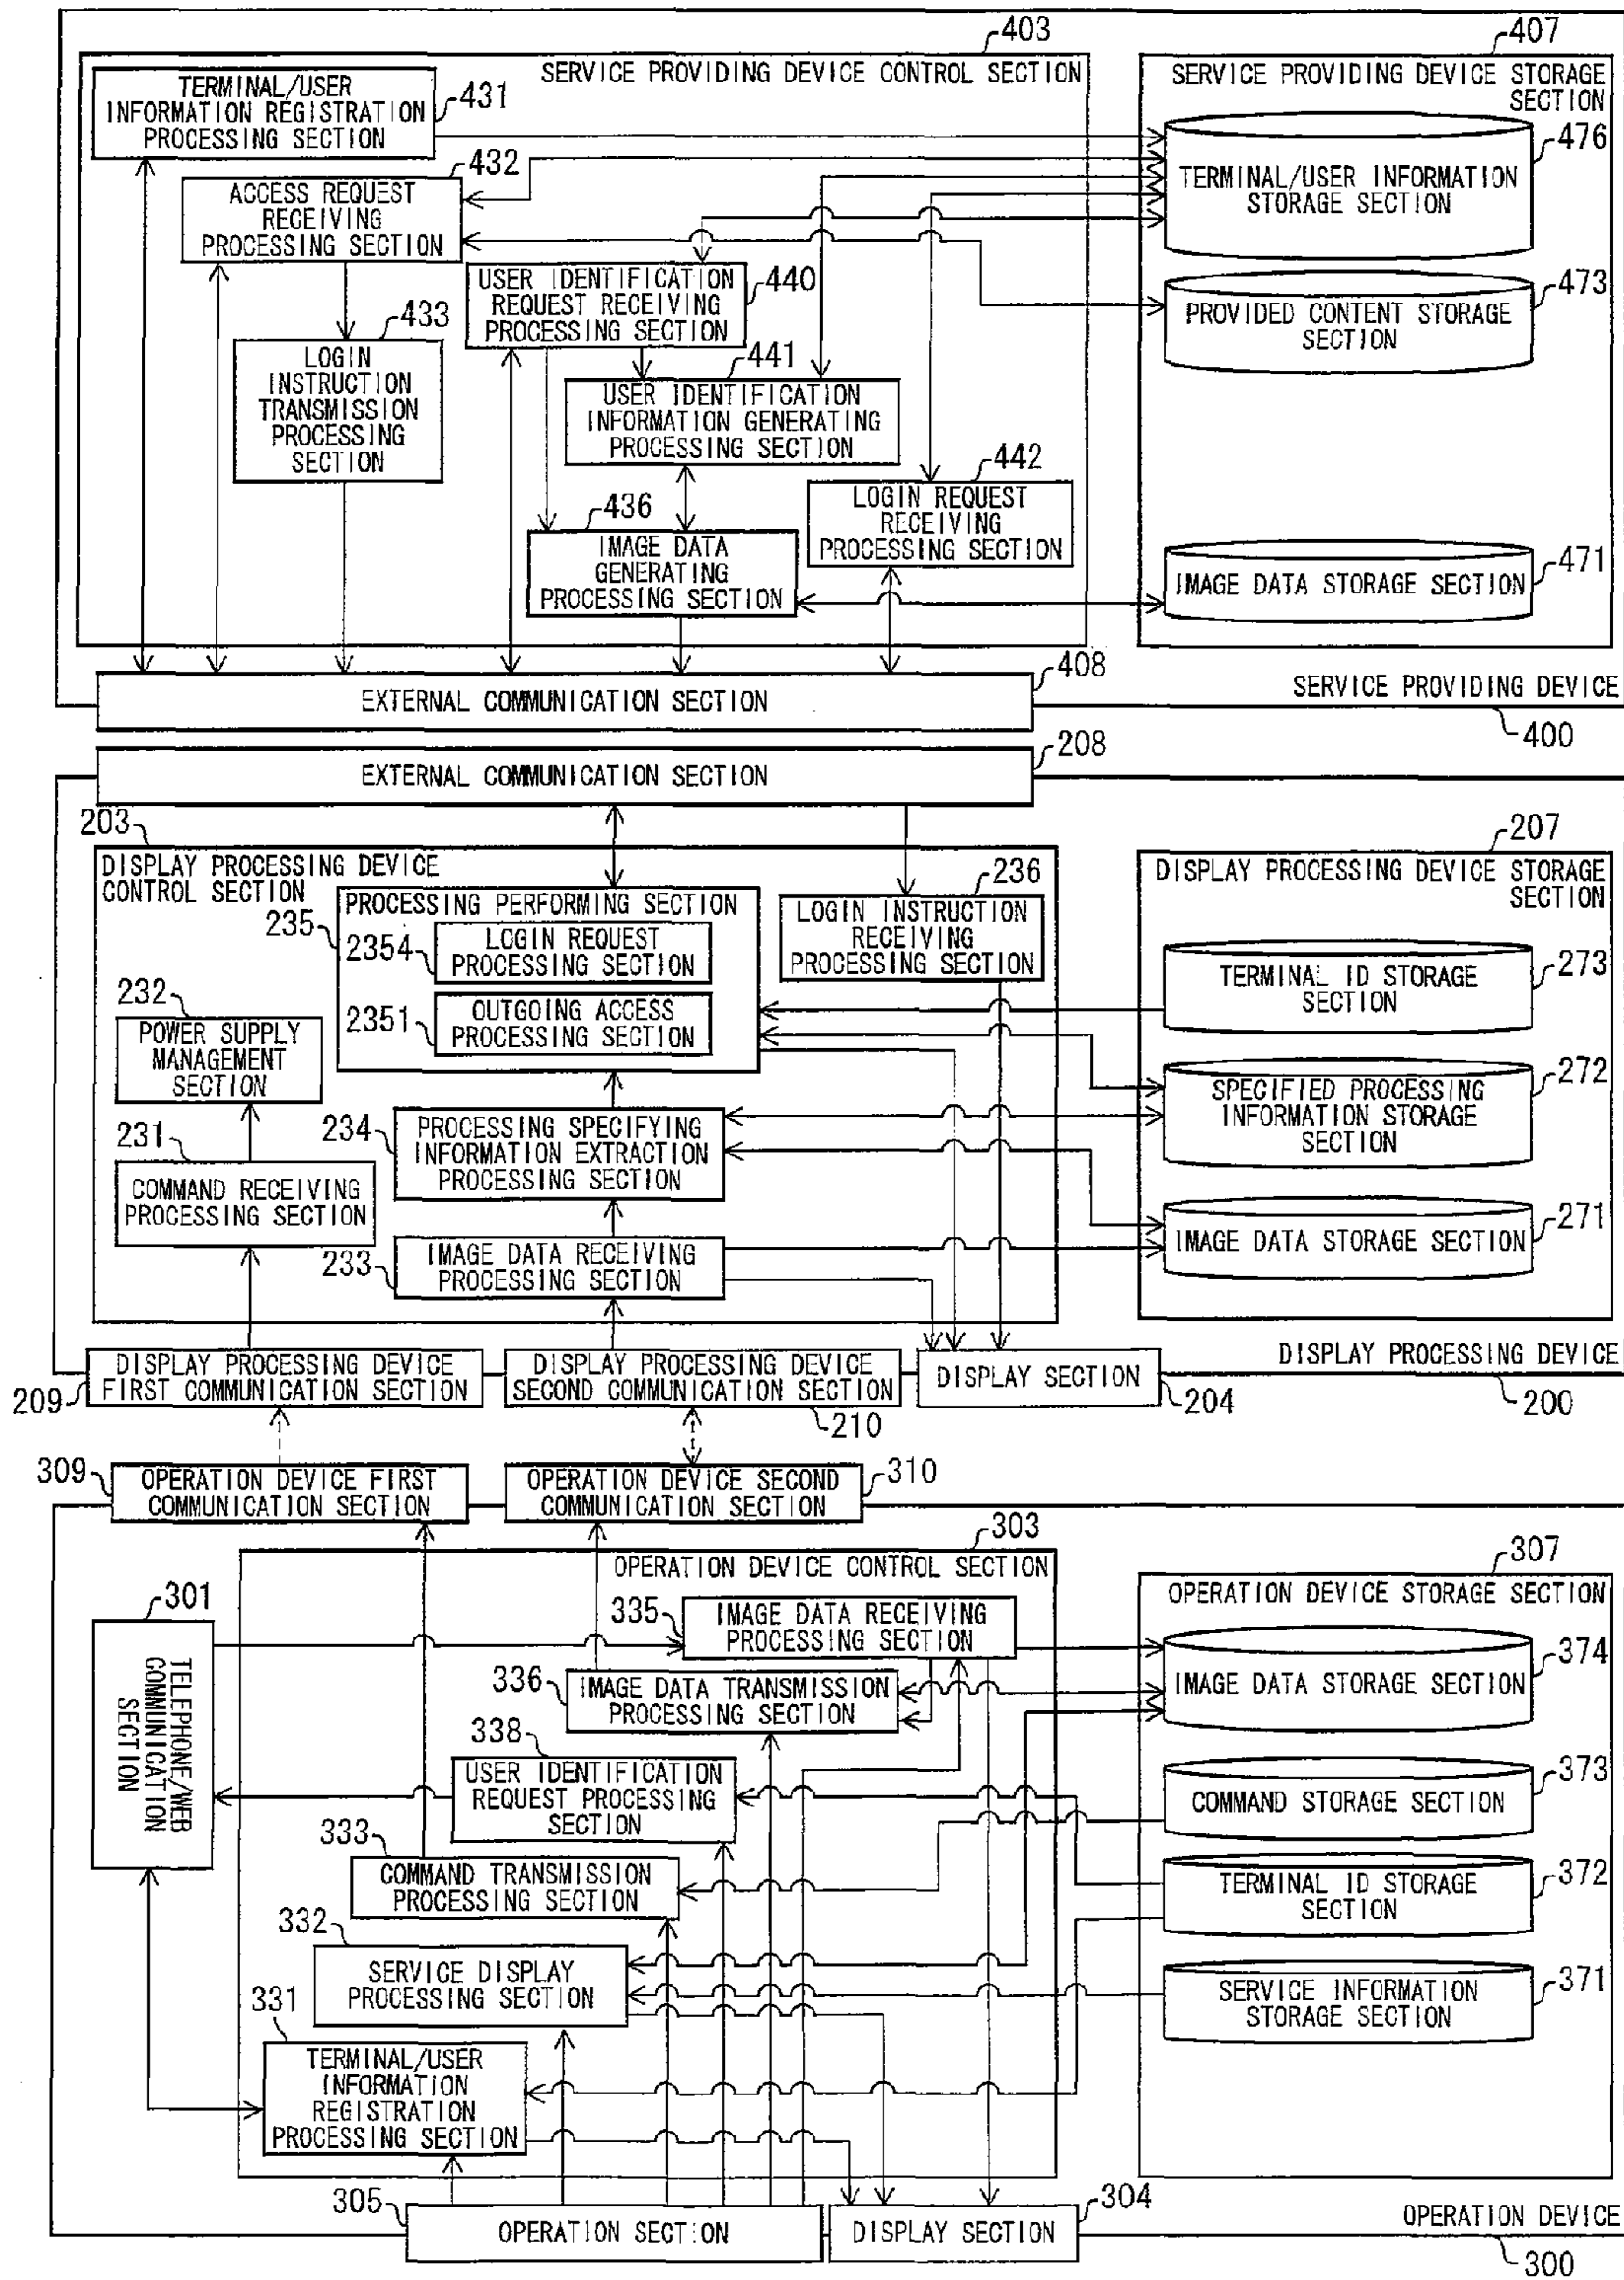 403
SERVICE PROVIDING DEVICE CONTROL SECTION
TERMINAL/USER
INFORMATION REGISTRATION
PROCESSING SECTION
431
432
ACCESS REQUEST
RECEIVING
PROCESSING SECTION
433
LOGIN
INSTRUCTION
TRANSMISSION
PROCESSING
SECTION
USER IDENTIFICATION
REQUEST RECEIVING
PROCESSING SECTION
440
441
USER IDENTIFICATION
INFORMATION GENERATING
PROCESSING SECTION
442
LOGIN REQUEST
RECEIVING
PROCESSING SECTION
436
IMAGE DATA
GENERATING
PROCESSING SECTION
407
SERVICE PROVIDING DEVICE STORAGE
SECTION
476
TERMINAL/USER INFORMATION
STORAGE SECTION
473
PROVIDED CONTENT STORAGE
SECTION
471
IMAGE DATA STORAGE SECTION
408
EXTERNAL COMMUNICATION SECTION
SERVICE PROVIDING DEVICE
400
208
EXTERNAL COMMUNICATION SECTION
203
DISPLAY PROCESSING DEVICE
CONTROL SECTION
235
PROCESSING PERFORMING SECTION
2354
LOGIN REQUEST
PROCESSING SECTION
2351
OUTGOING ACCESS
PROCESSING SECTION
236
LOGIN INSTRUCTION
RECEIVING
PROCESSING SECTION
232
POWER SUPPLY
MANAGEMENT
SECTION
231
COMMAND RECEIVING
PROCESSING SECTION
234
PROCESSING SPECIFYING
INFORMATION EXTRACTION
PROCESSING SECTION
233
IMAGE DATA RECEIVING
PROCESSING SECTION
207
DISPLAY PROCESSING DEVICE STORAGE
SECTION
TERMINAL ID STORAGE
SECTION
273
SPECIFIED PROCESSING
INFORMATION STORAGE
SECTION
272
IMAGE DATA STORAGE SECTION
271
DISPLAY PROCESSING DEVICE
FIRST COMMUNICATION SECTION
209
DISPLAY PROCESSING DEVICE
SECOND COMMUNICATION SECTION
210
DISPLAY SECTION
204
DISPLAY PROCESSING DEVICE
200
309
OPERATION DEVICE FIRST
COMMUNICATION SECTION
OPERATION DEVICE SECOND
COMMUNICATION SECTION
310
303
OPERATION DEVICE CONTROL SECTION
301
TELEPHONE/WEB
COMMUNICATION
SECTION
335
IMAGE DATA RECEIVING
PROCESSING SECTION
336
IMAGE DATA TRANSMISSION
PROCESSING SECTION
338
USER IDENTIFICATION
REQUEST PROCESSING
SECTION
333
COMMAND TRANSMISSION
PROCESSING SECTION
332
SERVICE DISPLAY
PROCESSING SECTION
331
TERMINAL/USER
INFORMATION
REGISTRATION
PROCESSING SECTION
307
OPERATION DEVICE STORAGE SECTION
374
IMAGE DATA STORAGE SECTION
373
COMMAND STORAGE SECTION
372
TERMINAL ID STORAGE
SECTION
371
SERVICE INFORMATION
STORAGE SECTION
305
OPERATION SECTION
DISPLAY SECTION
304
OPERATION DEVICE
300